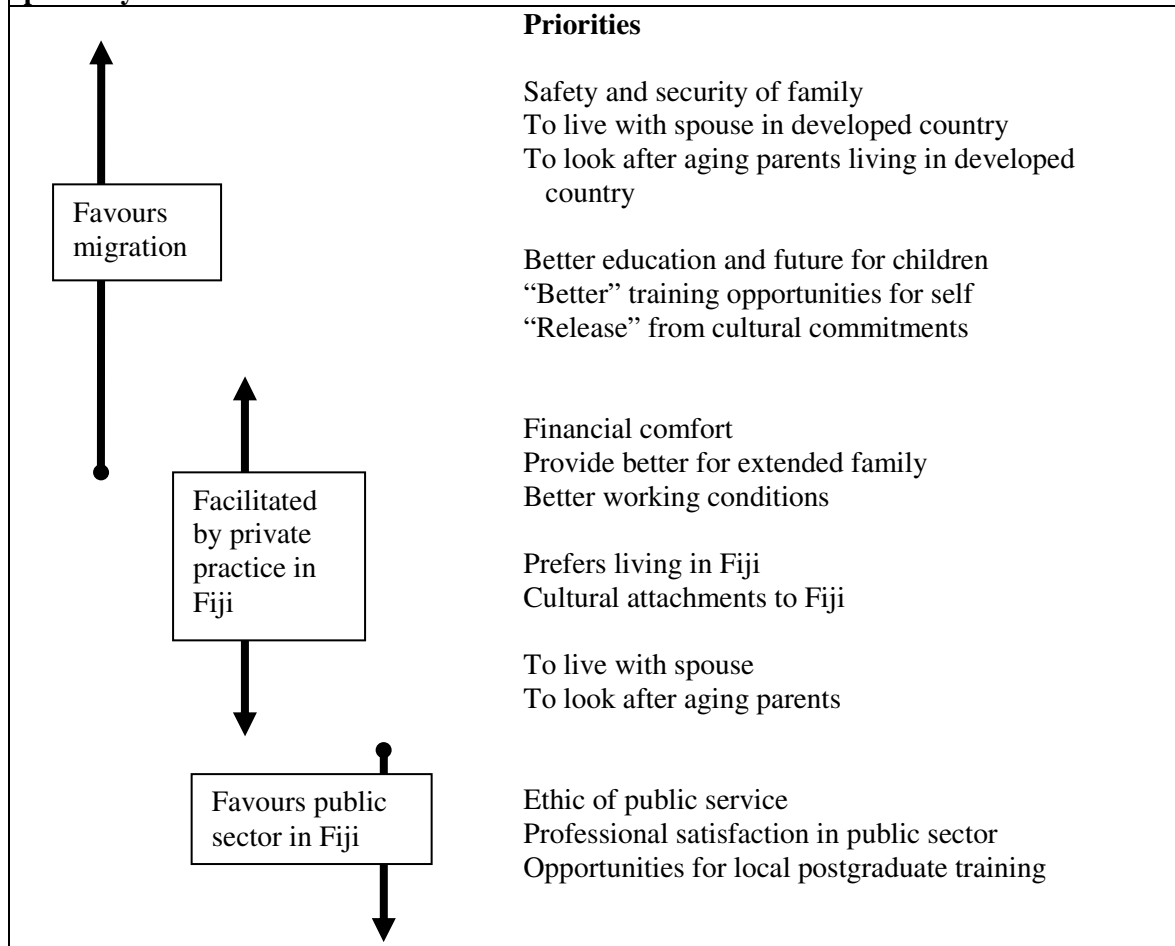 Priorities
Safety and security of family
To live with spouse in developed country
To look after aging parents living in developed
country
Favours
migration
Better education and future for children
“Better” training opportunities for self
“Release” from cultural commitments
Financial comfort
Provide better for extended family
Better working conditions
Facilitated
by private
practice in
Fiji
Prefers living in Fiji
Cultural attachments to Fiji
To live with spouse
To look after aging parents
Favours public
sector in Fiji
Ethic of public service
Professional satisfaction in public sector
Opportunities for local postgraduate training